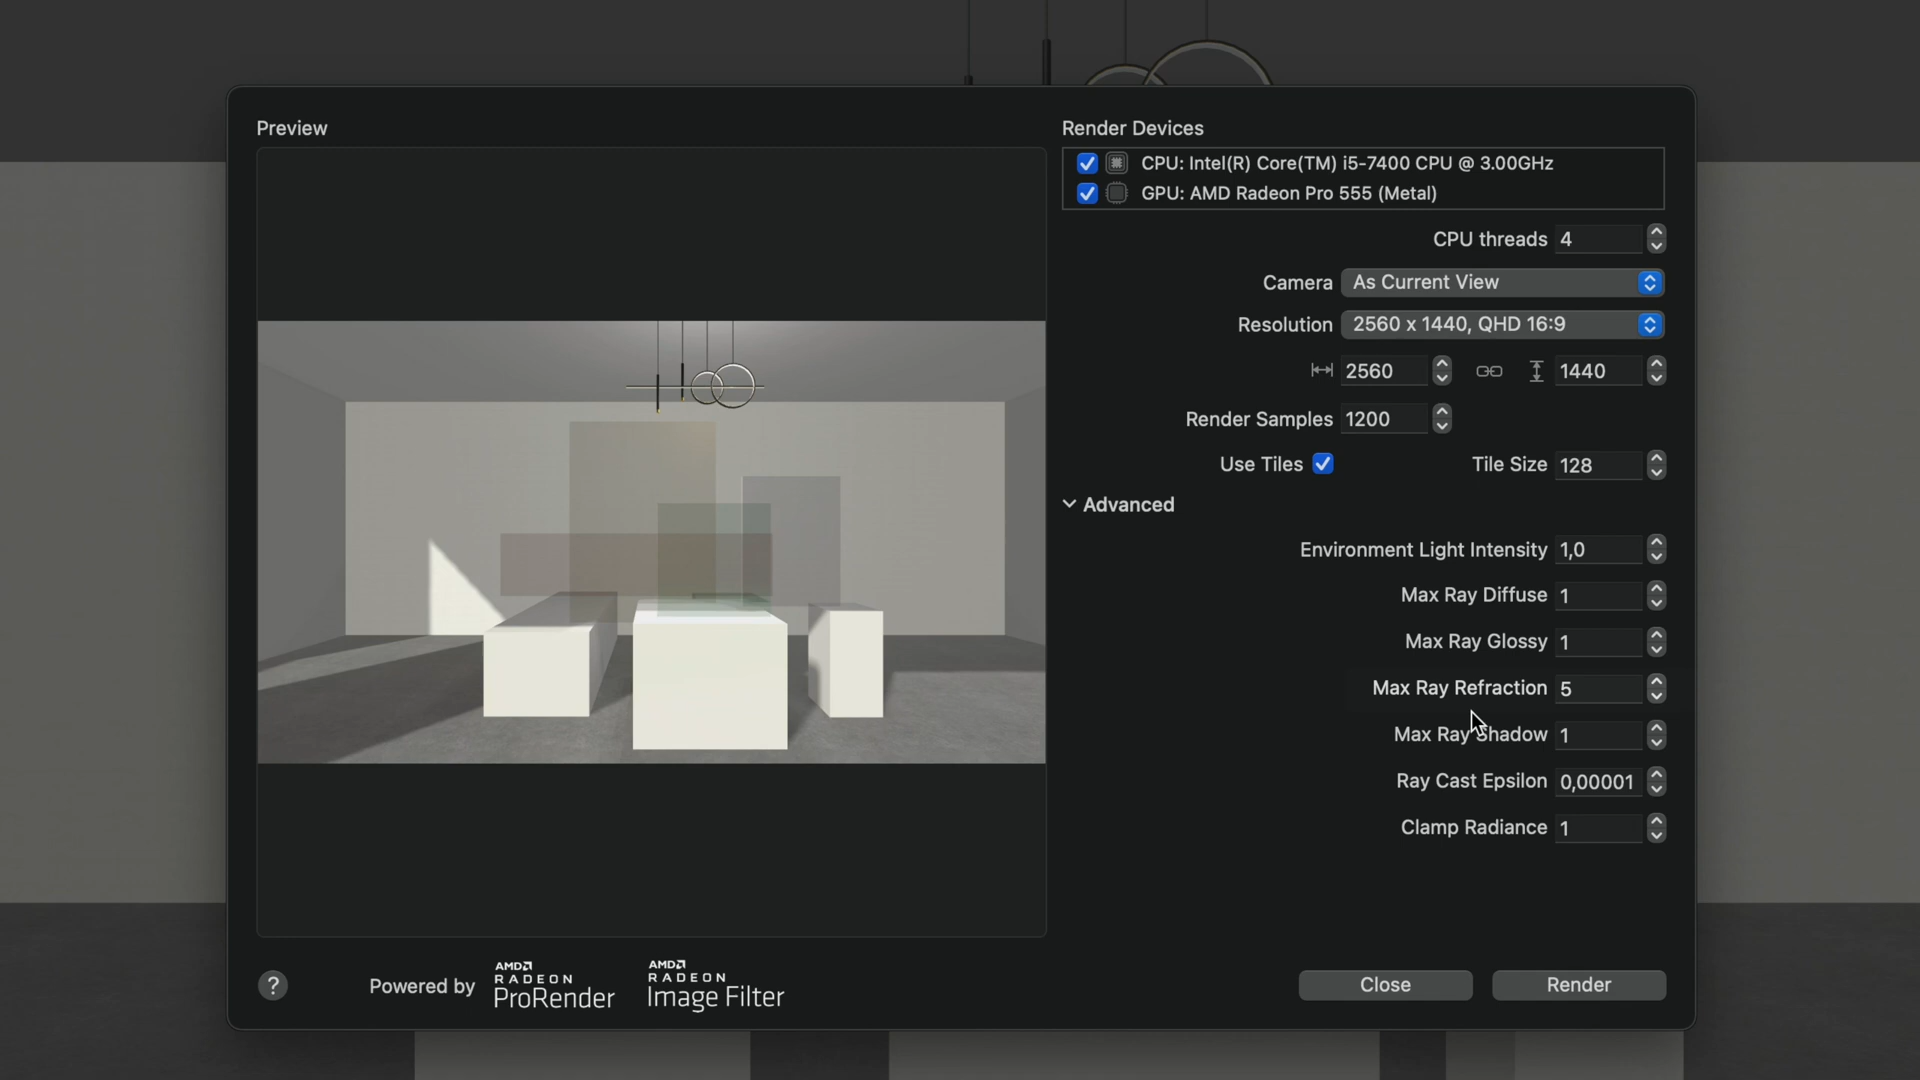 Preview
Render Devices
CPU: Intel(R) Core(TM) i5-7400 CPU @ 3.00GHz
GPU: AMD Radeon Pro 555 (Metal)
CPU threads 4
Camera As Current View
Resolution 2560 x 1440, QHD 16:9
2560 1440
Render Samples 1200
Use Tiles Tile Size 128
Advanced
Environment Light Intensity 1,0
Max Ray Diffuse 1
Max Ray Glossy 1
Max Ray Refraction 5
Max Ray Shadow 1
Ray Cast Epsilon 0,00001
Clamp Radiance 1
?
Powered by
AMD
RADEON
ProRender
AMD
RADEON
Image Filter
Close
Render